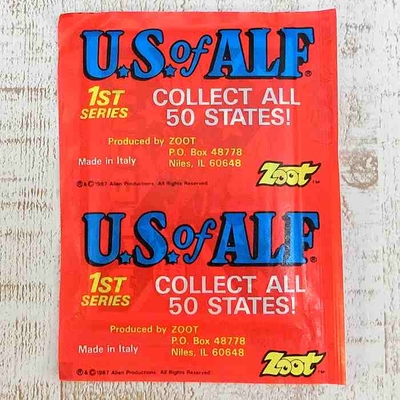 U.S. of ALF®
1ST
SERIES
COLLECT ALL
50 STATES!
Produced by ZOOT
P.O. Box 48778
Niles, IL 60648
Made in Italy
Zoot™
®&©1987 Alien Productions. All Rights Reserved.
U.S. of ALF®
1ST
SERIES
COLLECT ALL
50 STATES!
Produced by ZOOT
P.O. Box 48778
Niles, IL 60648
Made in Italy
Zoot™
®&©1987 Alien Productions. All Rights Reserved.